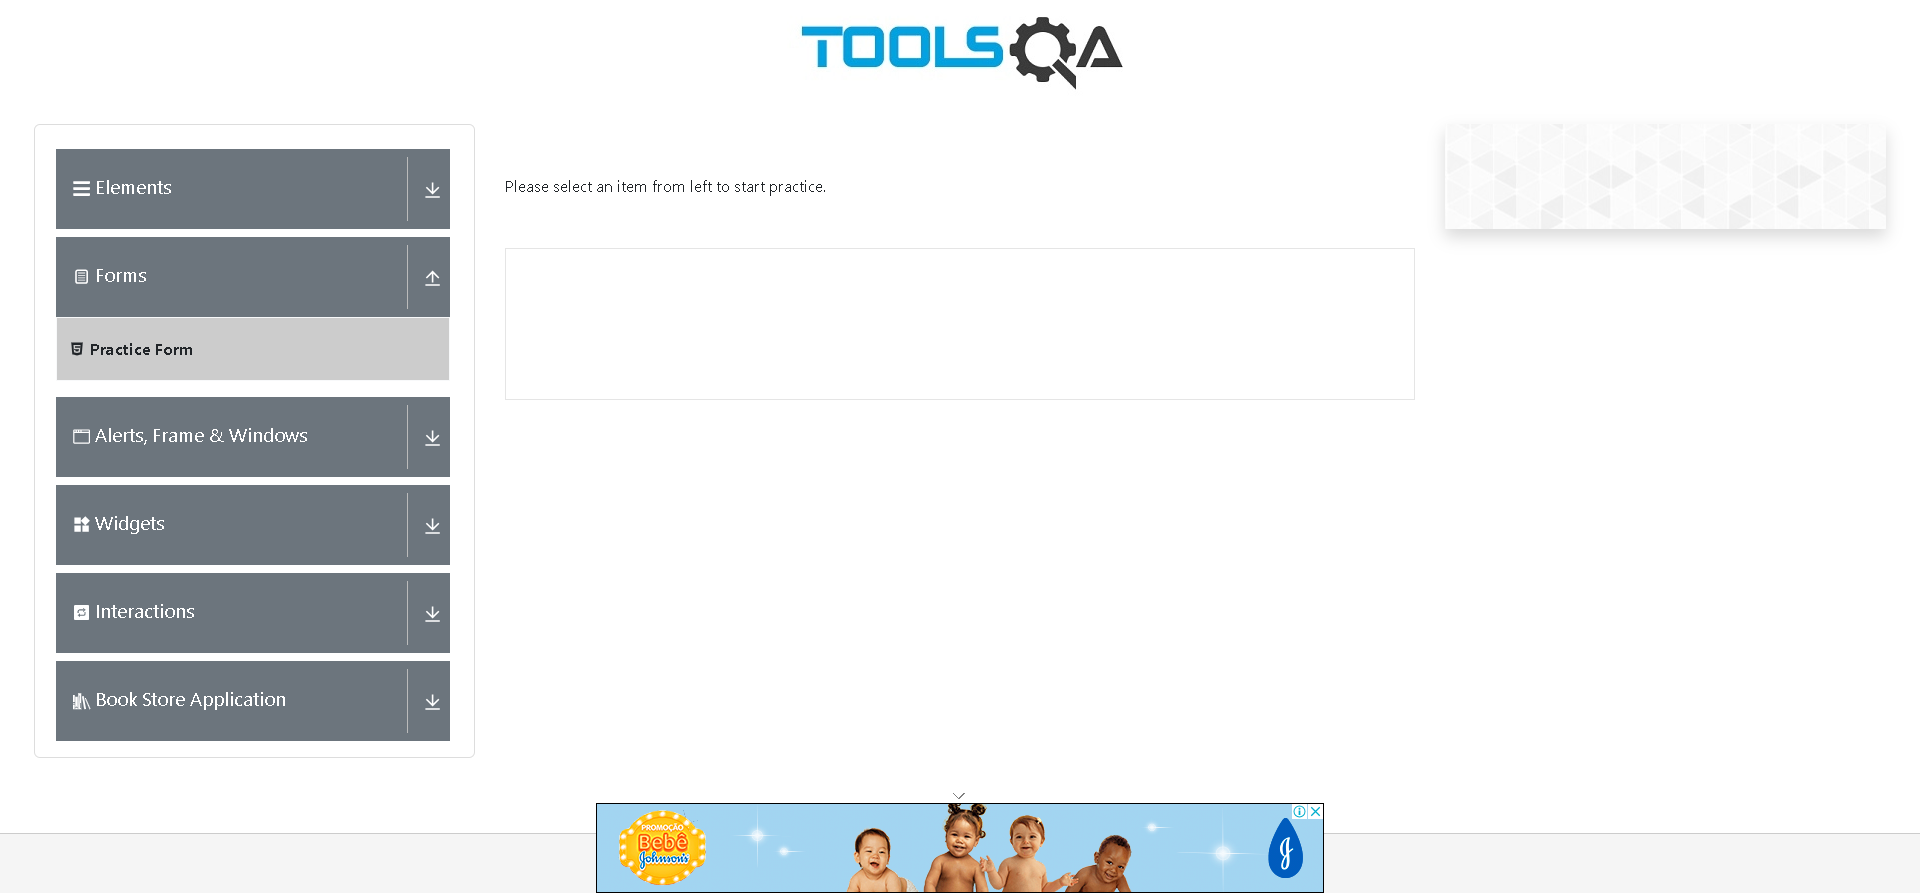 TOOLSQA
Elements
Forms
Practice Form
Alerts, Frame & Windows
Widgets
Interactions
Book Store Application
Please select an item from left to start practice.
PROMOÇÃO
Bebê
Johnson's
J